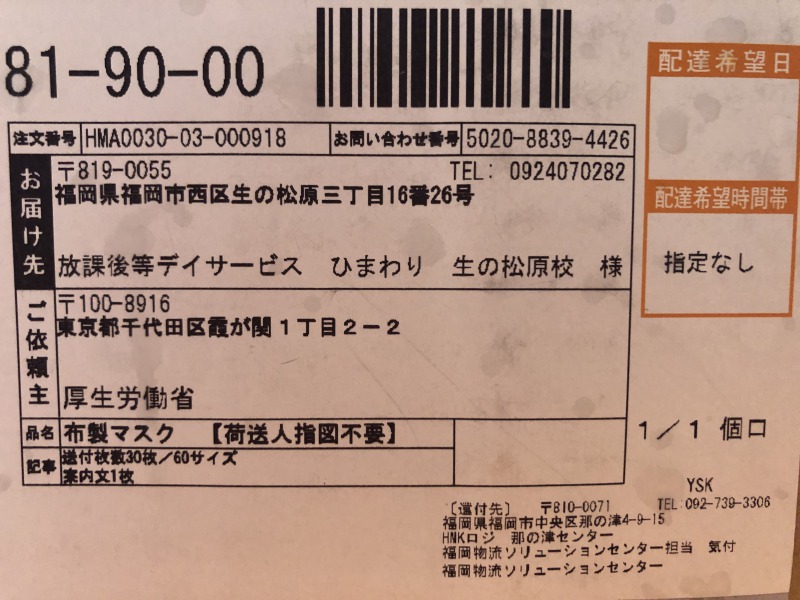 81-90-00
配達希望日
注文番号 HMA0030-03-000918 お問い合わせ番号 5020-8839-4426
お届け先
〒819-0055 TEL: 0924070282
福岡県福岡市西区生の松原三丁目16番26号
放課後等デイサービス ひまわり 生の松原校 様
配達希望時間帯
指定なし
ご依頼主
〒100-8916
東京都千代田区霞が関1丁目2-2
厚生労働省
品名 布製マスク 【荷送人指図不要】
1/1 個口
記事 送付枚数30枚/60サイズ
案内文1枚
YSK
[還付先] 〒810-0071 TEL:092-739-3306
福岡県福岡市中央区那の津4-9-15
HNKロジ 那の津センター
福岡物流ソリューションセンター担当 気付
福岡物流ソリューションセンター